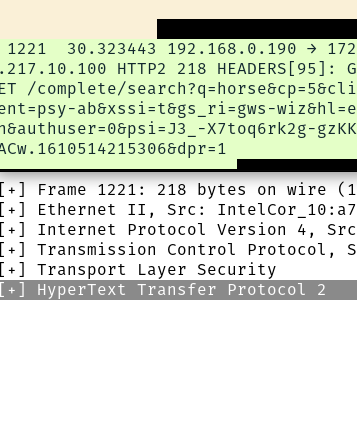 1221 30.323443 192.168.0.190 → 172
.217.10.100 HTTP2 218 HEADERS[95]: G
ET /complete/search?q=horse&cp=5&cli
ent=psy-ab&xssi=t&gs_ri=gws-wiz&hl=e
n&authuser=0&psi=J3_-X7toq6rk2g-gzKK
ACw.1610514215306&dpr=1
[+] Frame 1221: 218 bytes on wire (1
[+] Ethernet II, Src: IntelCor_10:a7
[+] Internet Protocol Version 4, Src
[+] Transmission Control Protocol, S
[+] Transport Layer Security
[+] HyperText Transfer Protocol 2